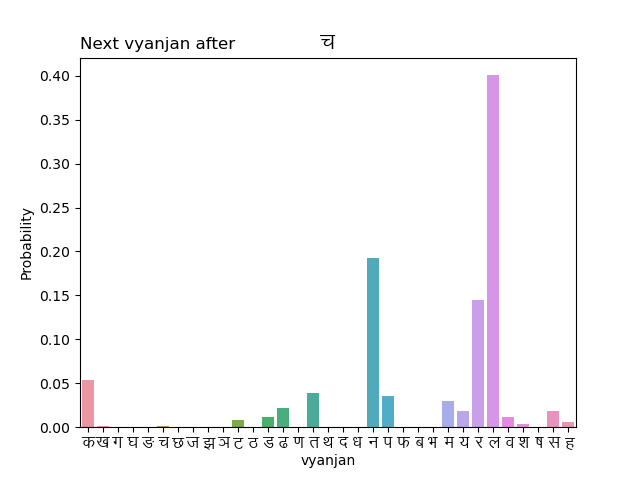 Next vyanjan after च
0.40
0.35
0.30
0.25
0.20
0.15
0.10
0.05
0.00
Probability
क ख ग घ ङ च छ ज झ ञ ट ठ ड ढ ण त थ द ध न प फ ब भ म य र ल व श ष स ह
vyanjan